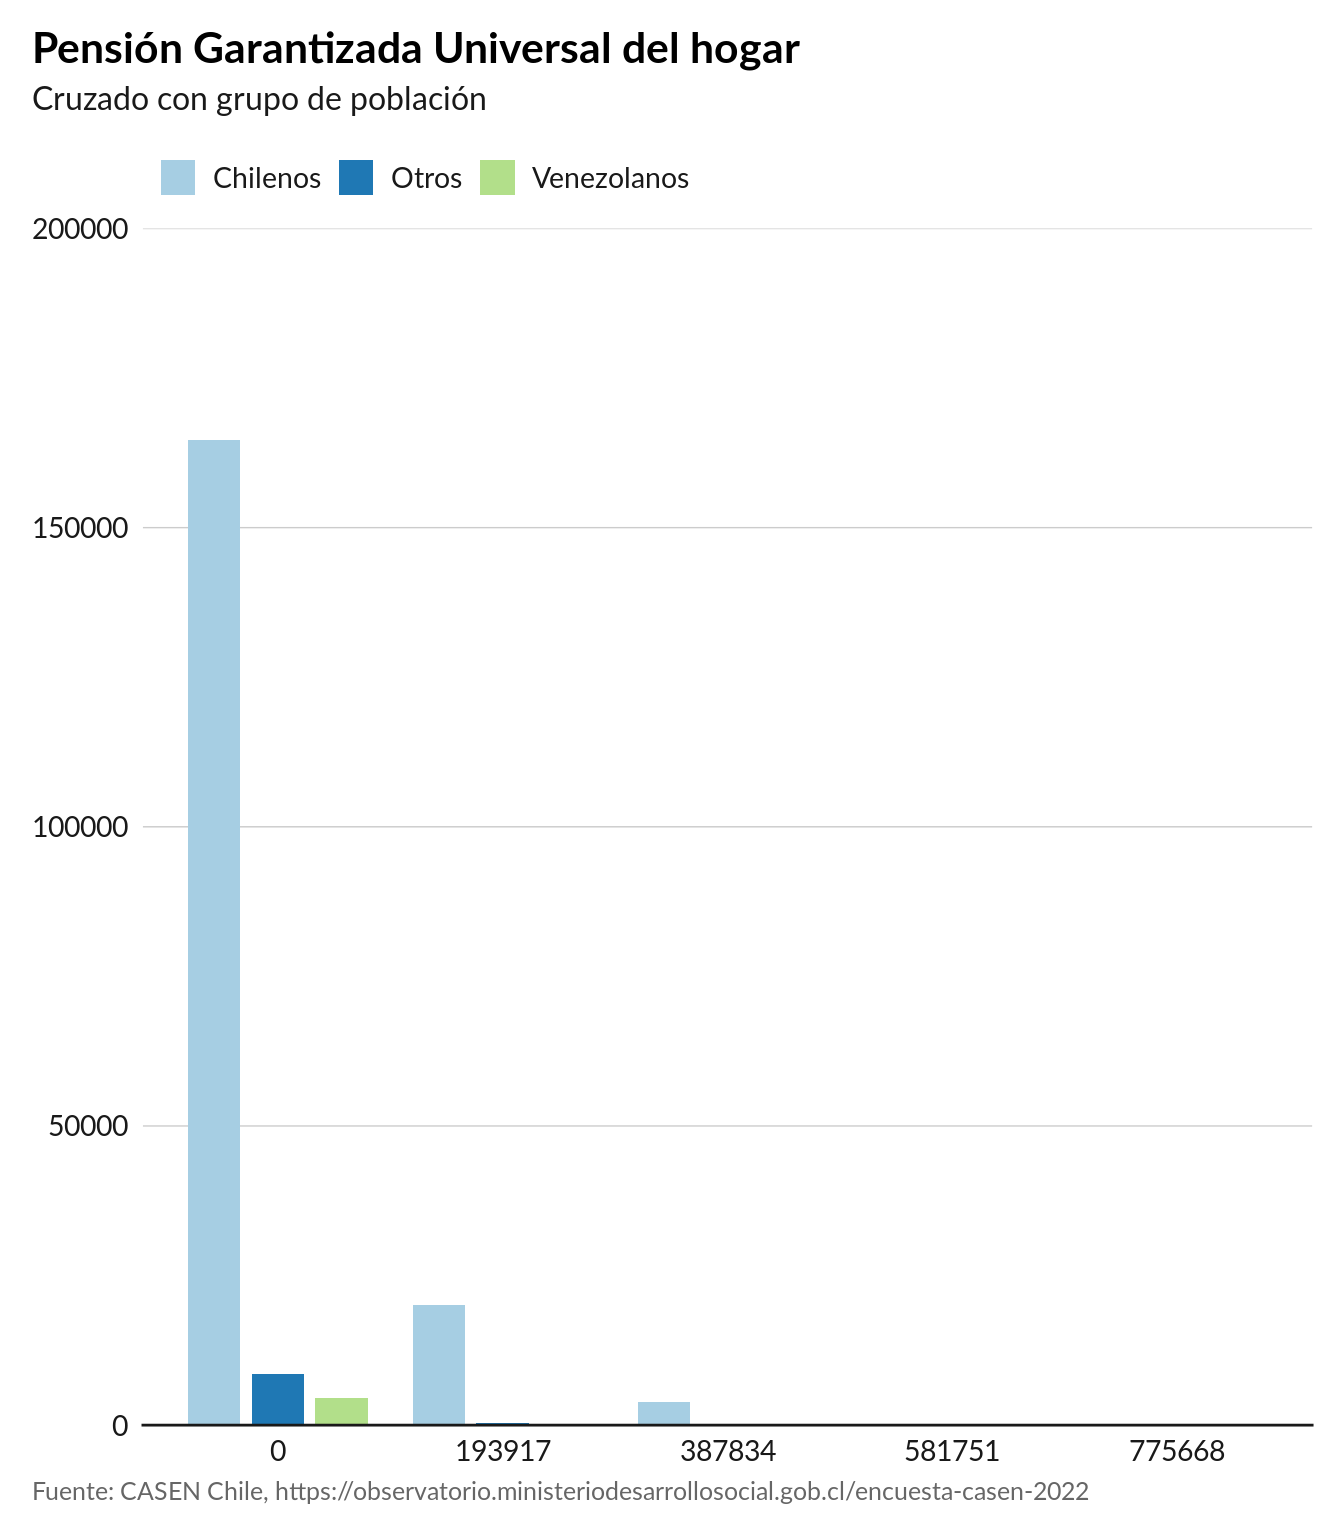 Pensión Garantizada Universal del hogar
Cruzado con grupo de población
Chilenos Otros Venezolanos
200000
150000
100000
50000
0
0 193917 387834 581751 775668
Fuente: CASEN Chile, https://observatorio.ministeriodesarrollosocial.gob.cl/encuesta-casen-2022